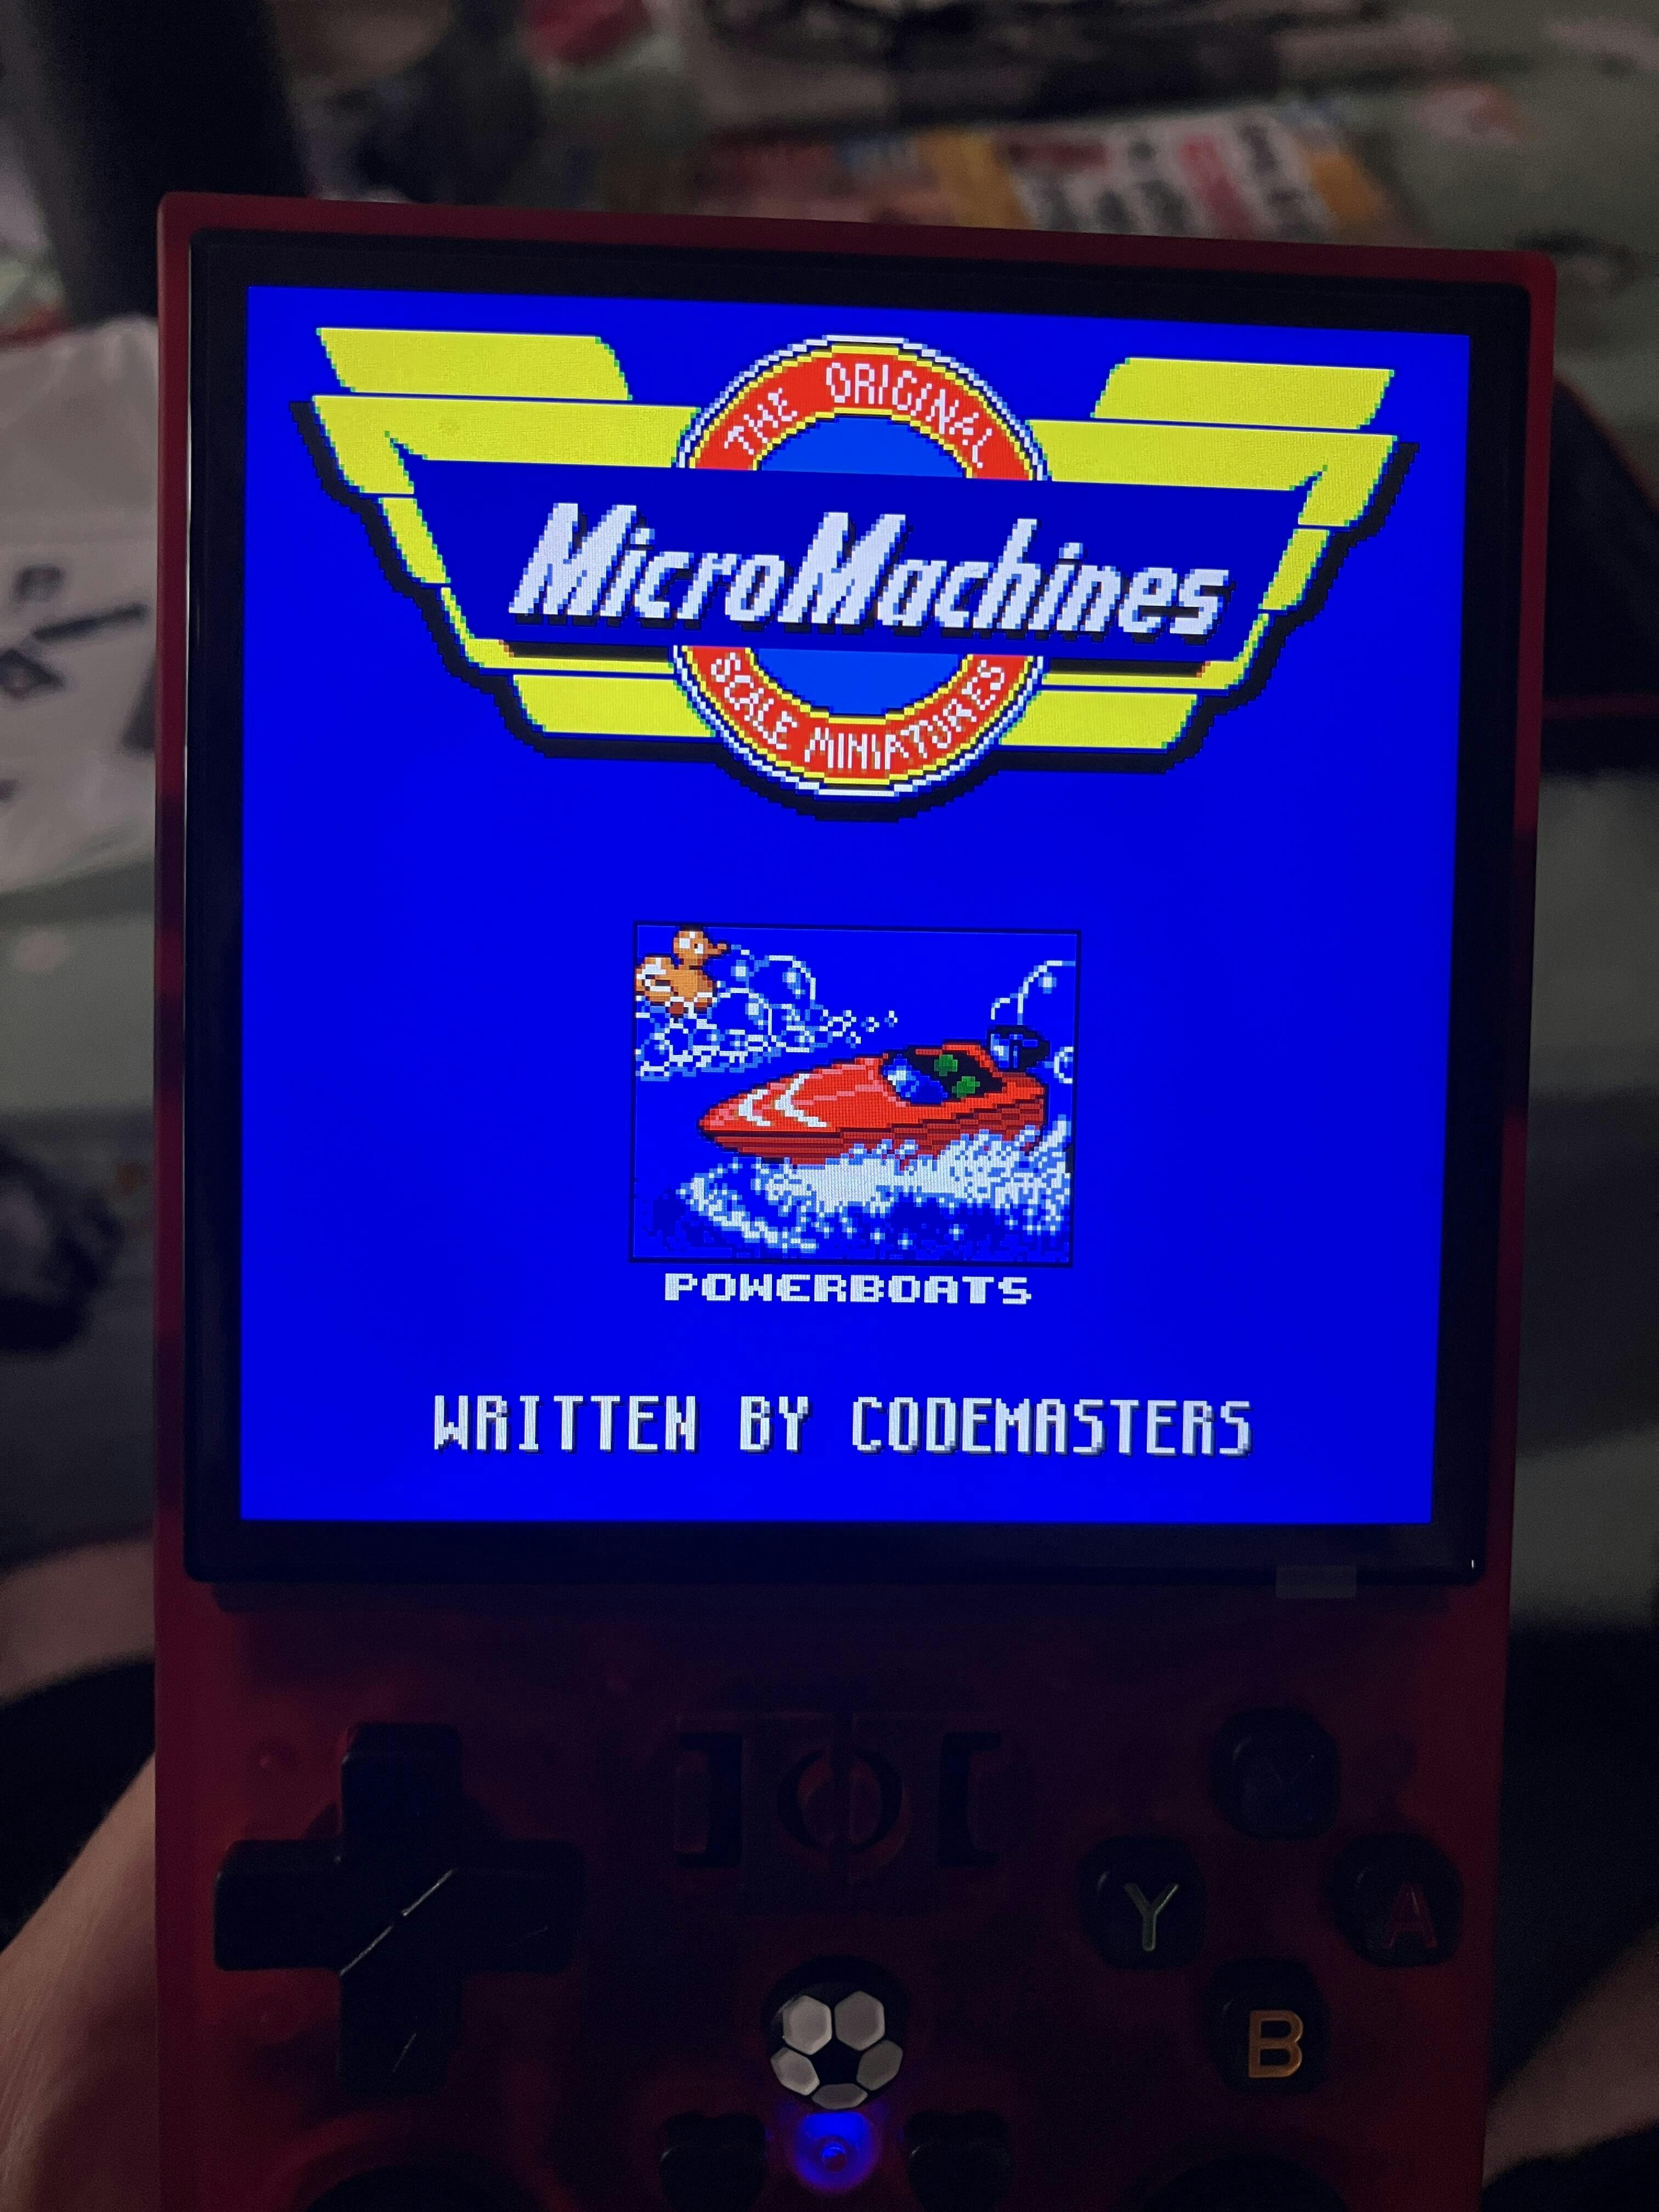 THE ORIGINAL
MicroMachines
SCALE MINIATURES
POWERBOATS
WRITTEN BY CODEMASTERS
X
Y
A
B